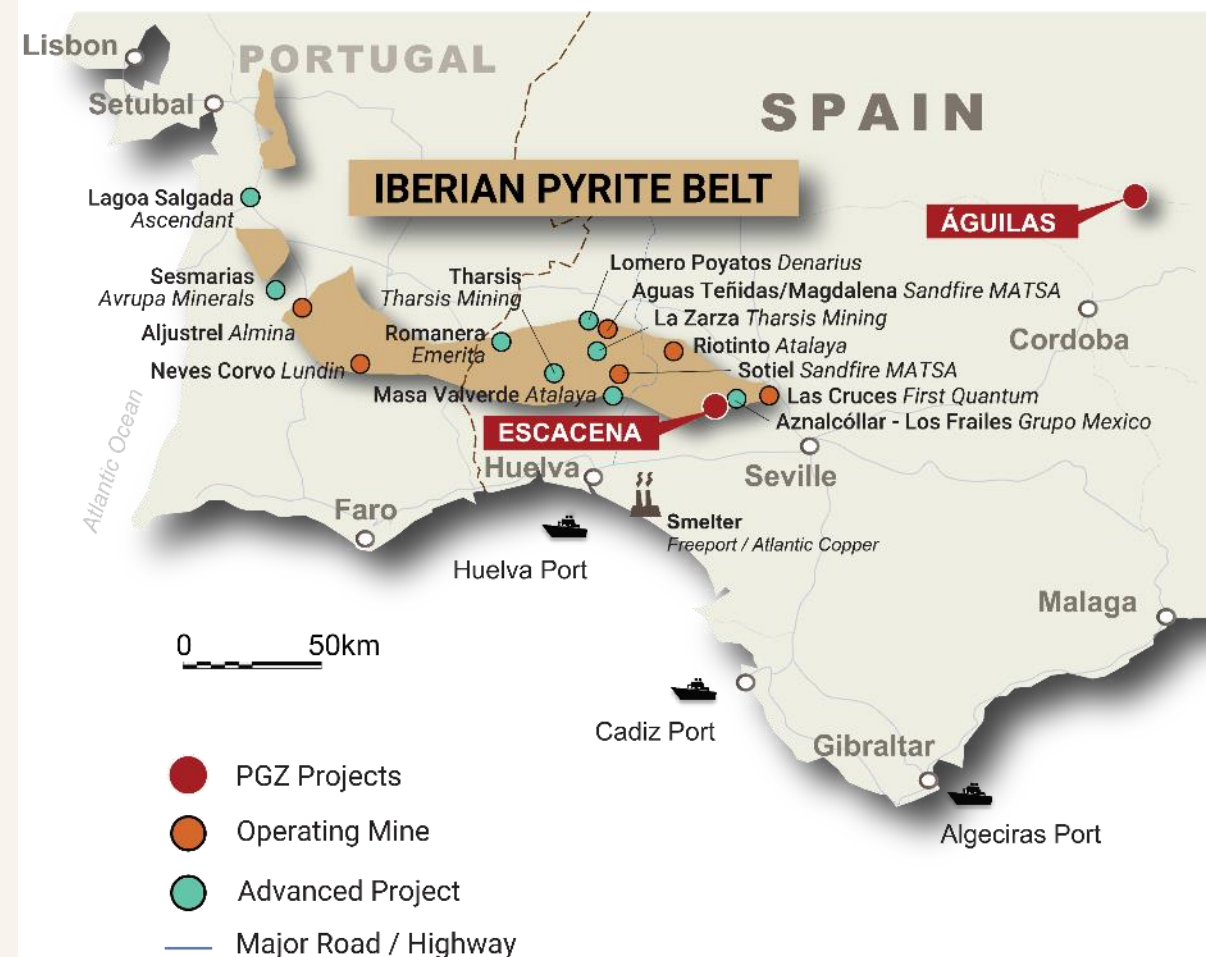 Lisbon
PORTUGAL
Setubal
SPAIN
IBERIAN PYRITE BELT
Lagoa Salgada
Ascendant
ÁGUILAS
Sesmarias
Avrupa Minerals
Tharsis
Tharsis Mining
Lomero Poyatos Denarius
Aguas Teñidas/Magdalena Sandfire MATSA
La Zarza Tharsis Mining
Aljustrel Almina
Romanera
Emerita
Riotinto Atalaya
Cordoba
Neves Corvo Lundin
Sotiel Sandfire MATSA
Masa Valverde Atalaya
Las Cruces First Quantum
Aznalcóllar - Los Frailes Grupo Mexico
ESCACENA
Atlantic Ocean
Huelva
Seville
Faro
Smelter
Freeport / Atlantic Copper
Huelva Port
Malaga
0 50km
Cadiz Port
Gibraltar
Algeciras Port
PGZ Projects
Operating Mine
Advanced Project
Major Road / Highway